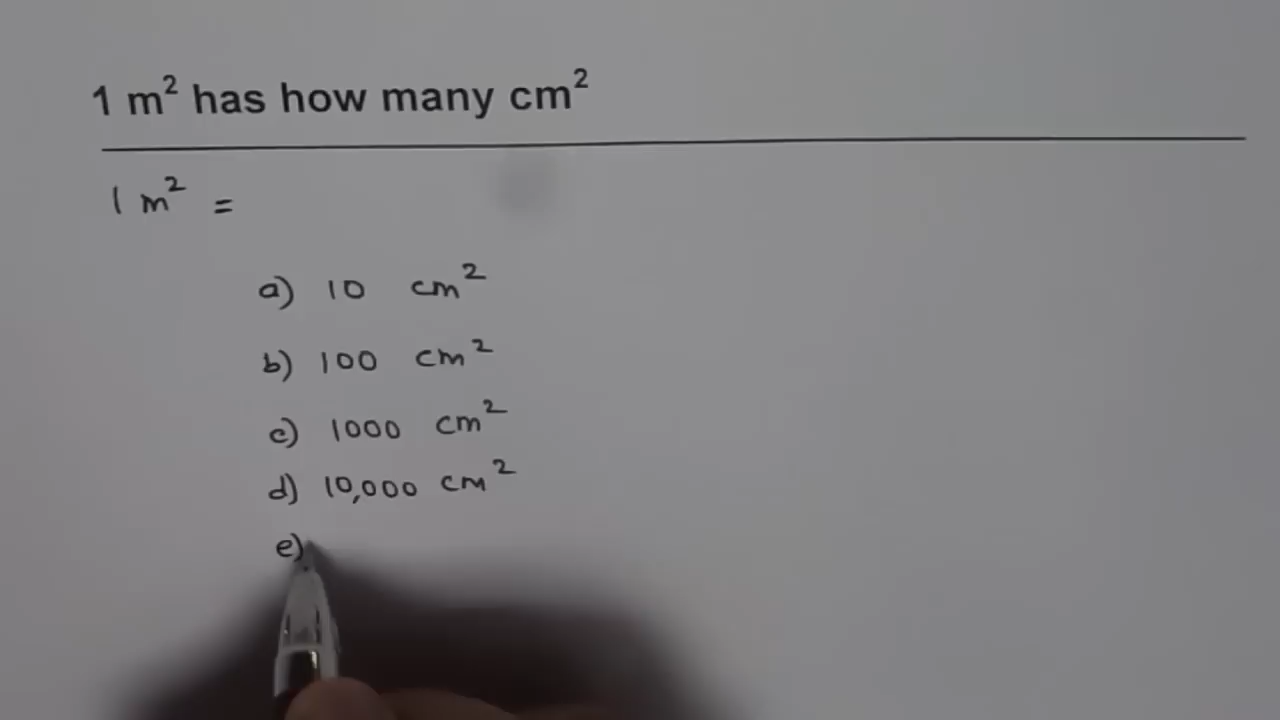 1 m² has how many cm²
1 m² =
a) 10 cm²
b) 100 cm²
c) 1000 cm²
d) 10,000 cm²
e)